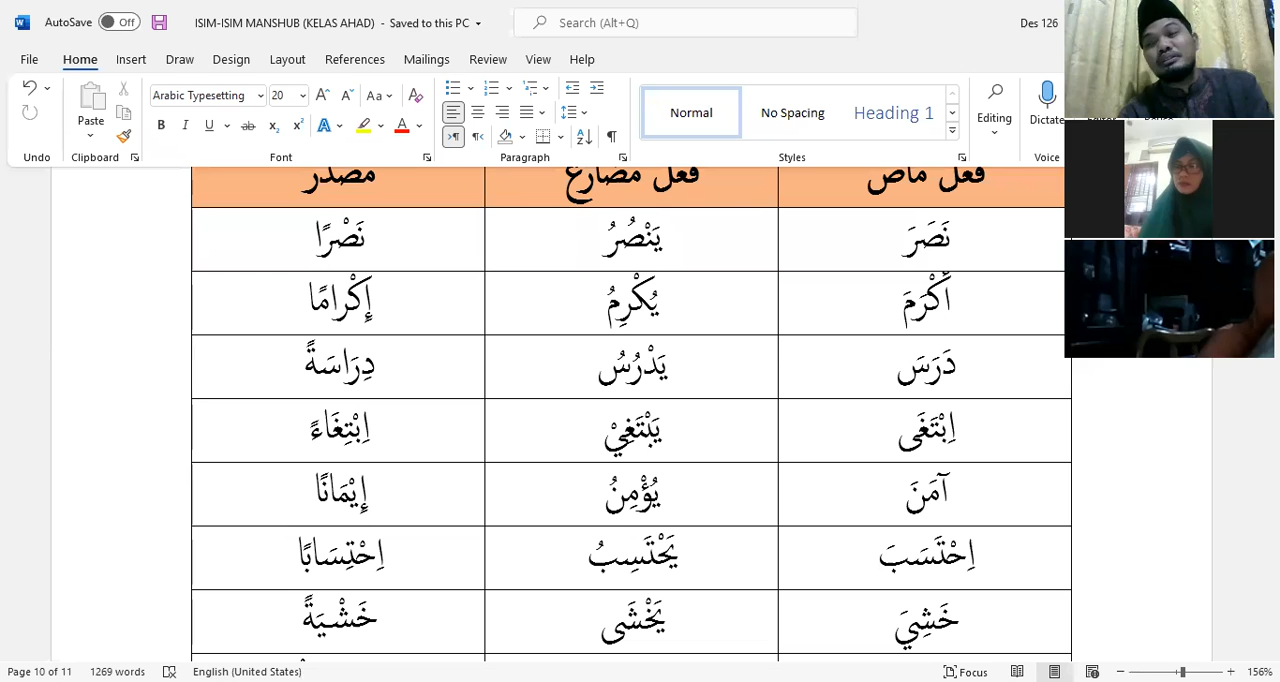 AutoSave Off ISIM-ISIM MANSHUB (KELAS AHAD) - Saved to this PC Search (Alt+Q) Des 126
File Home Insert Draw Design Layout References Mailings Review View Help
Arabic Typesetting 20
Paste Normal No Spacing Heading 1 Editing Dictate
Undo Clipboard Font Paragraph Styles Voice
فعل ماض فعل مضارع مصدر
نَصَرَ يَنْصُرُ نَصْرًا
أَكْرَمَ يُكْرِمُ إِكْرَامًا
دَرَسَ يَدْرُسُ دِرَاسَةً
اِبْتَغَى يَبْتَغِيْ اِبْتِغَاءً
آمَنَ يُؤْمِنُ إِيْمَانًا
اِحْتَسَبَ يَحْتَسِبُ اِحْتِسَابًا
خَشِيَ يَخْشَى خَشْيَةً
Page 10 of 11 1269 words English (United States) Focus 156%